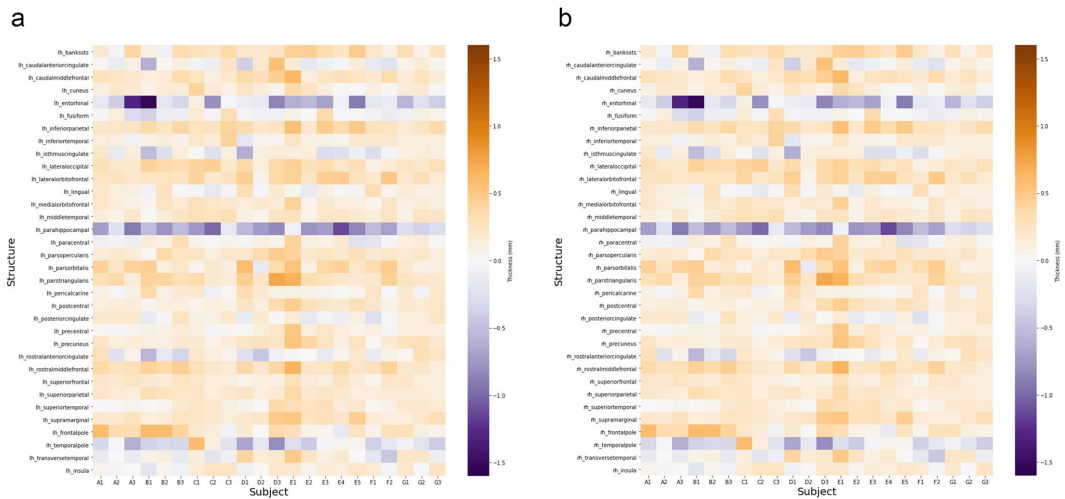 a
Structure
lh_bankssts
lh_caudalanteriorcingulate
lh_caudalmiddlefrontal
lh_cuneus
lh_entorhinal
lh_fusiform
lh_inferiorparietal
lh_inferiortemporal
lh_isthmuscingulate
lh_lateraloccipital
lh_lateralorbitofrontal
lh_lingual
lh_medialorbitofrontal
lh_middletemporal
lh_parahippocampal
lh_paracentral
lh_parsopercularis
lh_parsorbitalis
lh_parstriangularis
lh_pericalcarine
lh_postcentral
lh_posteriorcingulate
lh_precentral
lh_precuneus
lh_rostralanteriorcingulate
lh_rostralmiddlefrontal
lh_superiorfrontal
lh_superiorparietal
lh_superiortemporal
lh_supramarginal
lh_frontalpole
lh_temporalpole
lh_transversetemporal
lh_insula
A1 A2 A3 B1 B2 B3 C1 C2 C3 D1 D2 D3 E1 E2 E3 E4 E5 F1 F2 G1 G2 G3
Subject
1.5
1.0
0.5
0.0
−0.5
−1.0
−1.5
Thickness (mm)
b
Structure
rh_bankssts
rh_caudalanteriorcingulate
rh_caudalmiddlefrontal
rh_cuneus
rh_entorhinal
rh_fusiform
rh_inferiorparietal
rh_inferiortemporal
rh_isthmuscingulate
rh_lateraloccipital
rh_lateralorbitofrontal
rh_lingual
rh_medialorbitofrontal
rh_middletemporal
rh_parahippocampal
rh_paracentral
rh_parsopercularis
rh_parsorbitalis
rh_parstriangularis
rh_pericalcarine
rh_postcentral
rh_posteriorcingulate
rh_precentral
rh_precuneus
rh_rostralanteriorcingulate
rh_rostralmiddlefrontal
rh_superiorfrontal
rh_superiorparietal
rh_superiortemporal
rh_supramarginal
rh_frontalpole
rh_temporalpole
rh_transversetemporal
rh_insula
A1 A2 A3 B1 B2 B3 C1 C2 C3 D1 D2 D3 E1 E2 E3 E4 E5 F1 F2 G1 G2 G3
Subject
1.5
1.0
0.5
0.0
−0.5
−1.0
−1.5
Thickness (mm)